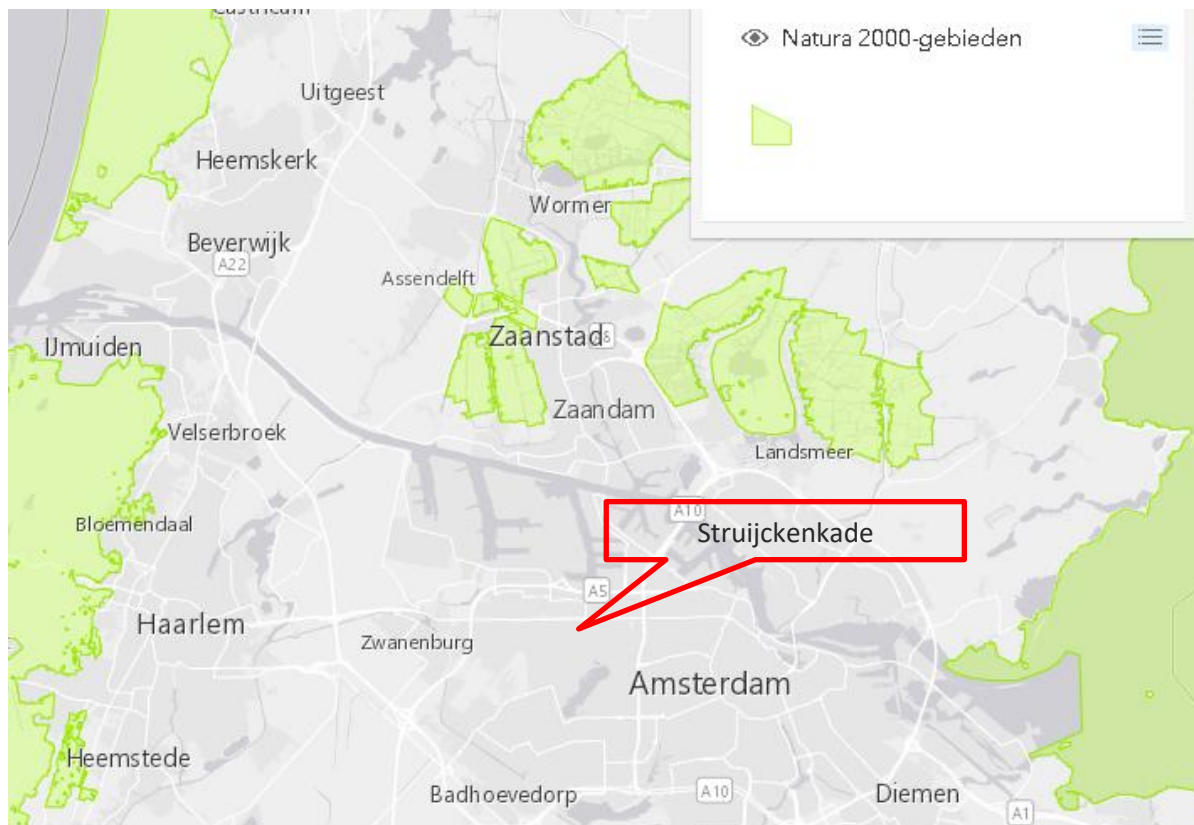 Castricum
Natura 2000-gebieden
Uitgeest
Heemskerk
Wormer
Beverwijk
A22
Assendelft
Zaanstad
IJmuiden
Zaandam
Velserbroek
Landsmeer
A10
Bloemendaal
Struijckenkade
A5
Haarlem
Zwanenburg
Amsterdam
Heemstede
Badhoevedorp
A10
Diemen
A1